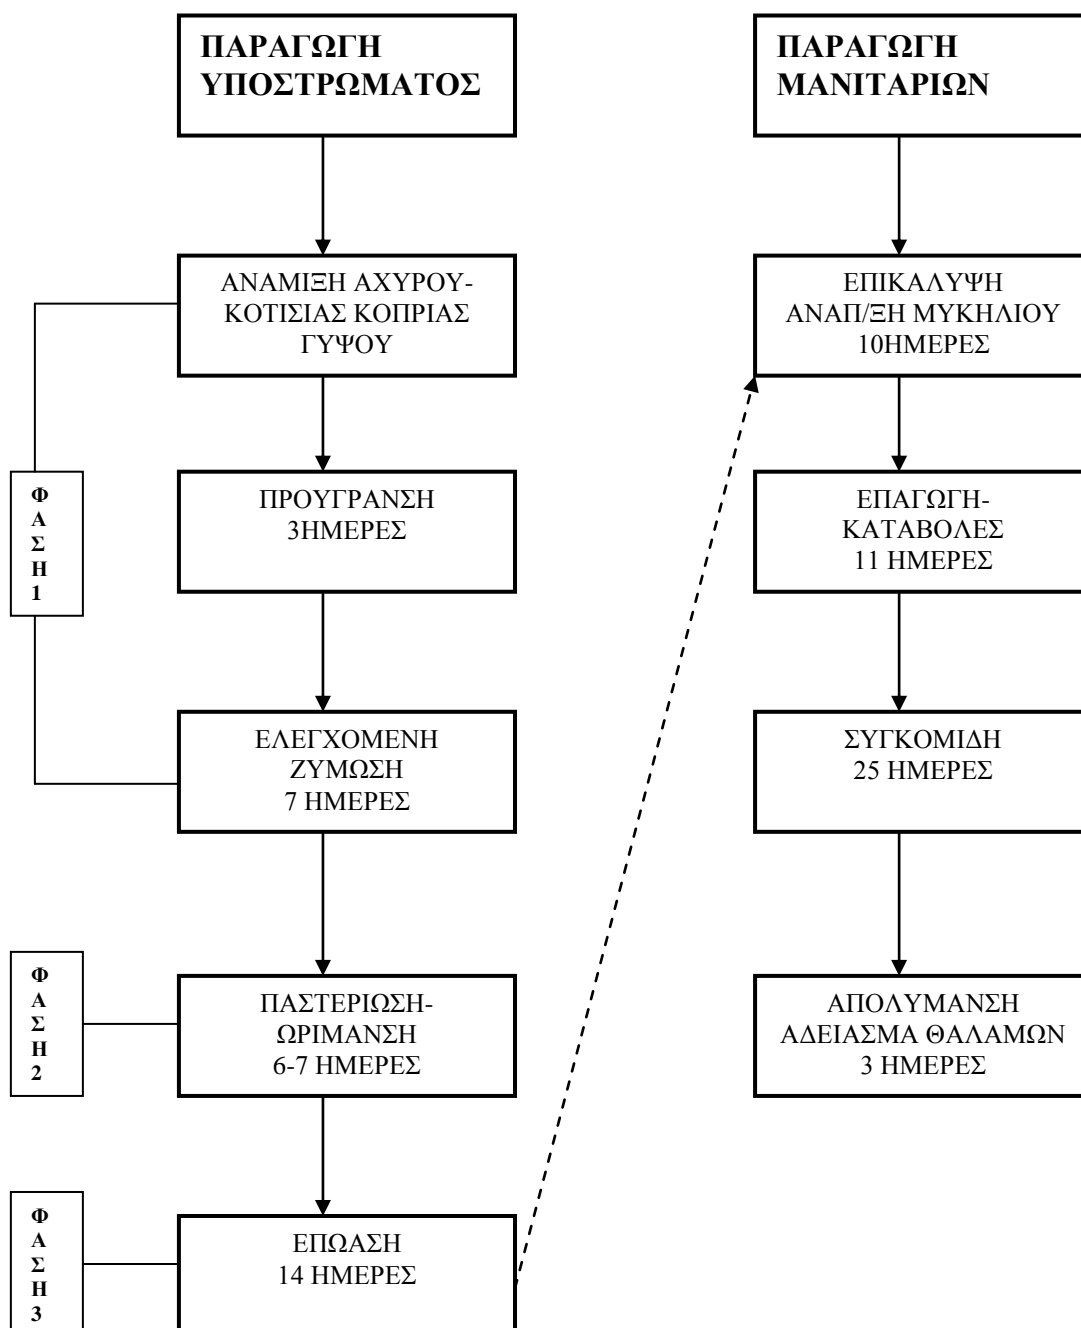 ΠΑΡΑΓΩΓΗ
ΥΠΟΣΤΡΩΜΑΤΟΣ
ΑΝΑΜΙΞΗ ΑΧΥΡΟΥ-
ΚΟΤΙΣΙΑΣ ΚΟΠΡΙΑΣ
ΓΥΨΟΥ
ΠΡΟΥΓΡΑΝΣΗ
3ΗΜΕΡΕΣ
ΕΛΕΓΧΟΜΕΝΗ
ΖΥΜΩΣΗ
7 ΗΜΕΡΕΣ
Φ
Α
Σ
Η
1
ΠΑΣΤΕΡΙΩΣΗ-
ΩΡΙΜΑΝΣΗ
6-7 ΗΜΕΡΕΣ
Φ
Α
Σ
Η
2
ΕΠΩΑΣΗ
14 ΗΜΕΡΕΣ
Φ
Α
Σ
Η
3
ΠΑΡΑΓΩΓΗ
ΜΑΝΙΤΑΡΙΩΝ
ΕΠΙΚΑΛΥΨΗ
ΑΝΑΠ/ΞΗ ΜΥΚΗΛΙΟΥ
10ΗΜΕΡΕΣ
ΕΠΑΓΩΓΗ-
ΚΑΤΑΒΟΛΕΣ
11 ΗΜΕΡΕΣ
ΣΥΓΚΟΜΙΔΗ
25 ΗΜΕΡΕΣ
ΑΠΟΛΥΜΑΝΣΗ
ΑΔΕΙΑΣΜΑ ΘΑΛΑΜΩΝ
3 ΗΜΕΡΕΣ